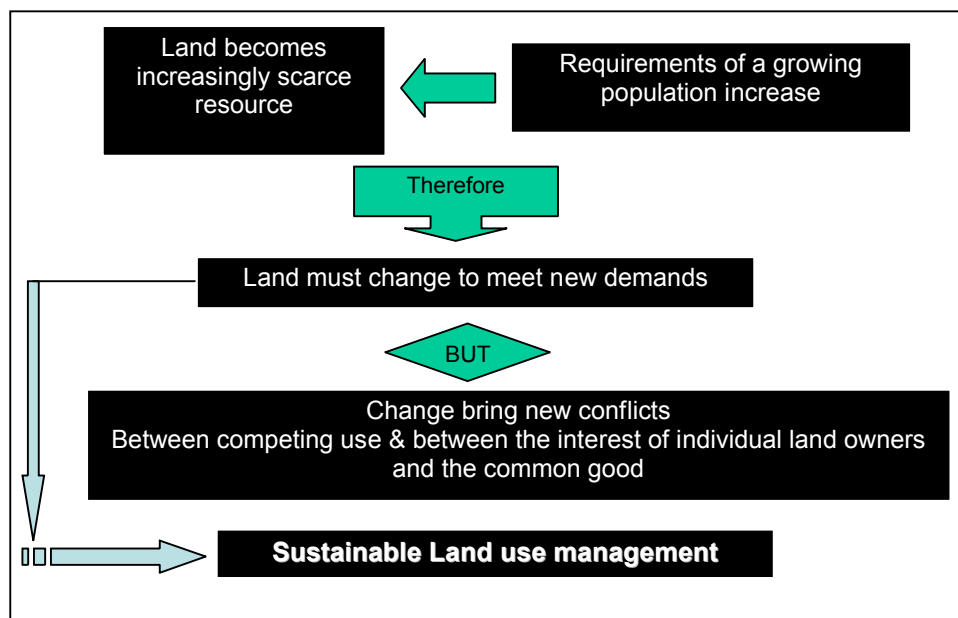 Land becomes
increasingly scarce
resource
Requirements of a growing
population increase
Therefore
Land must change to meet new demands
BUT
Change bring new conflicts
Between competing use & between the interest of individual land owners
and the common good
Sustainable Land use management